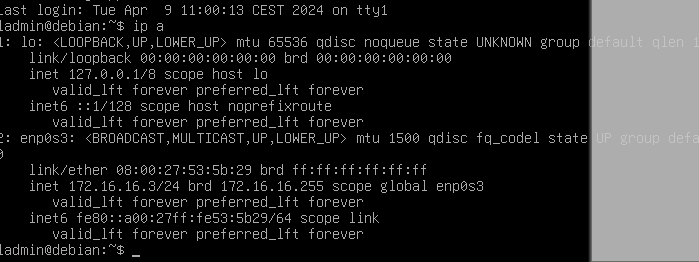 Last login: Tue Apr  9 11:00:13 CEST 2024 on tty1
ladmin@debian:~$ ip a
1: lo: <LOOPBACK,UP,LOWER_UP> mtu 65536 qdisc noqueue state UNKNOWN group default qlen 1
    link/loopback 00:00:00:00:00:00 brd 00:00:00:00:00:00
    inet 127.0.0.1/8 scope host lo
       valid_lft forever preferred_lft forever
    inet6 ::1/128 scope host noprefixroute
       valid_lft forever preferred_lft forever
2: enp0s3: <BROADCAST,MULTICAST,UP,LOWER_UP> mtu 1500 qdisc fq_codel state UP group defa
0
    link/ether 08:00:27:53:5b:29 brd ff:ff:ff:ff:ff:ff
    inet 172.16.16.3/24 brd 172.16.16.255 scope global enp0s3
       valid_lft forever preferred_lft forever
    inet6 fe80::a00:27ff:fe53:5b29/64 scope link
       valid_lft forever preferred_lft forever
ladmin@debian:~$ _